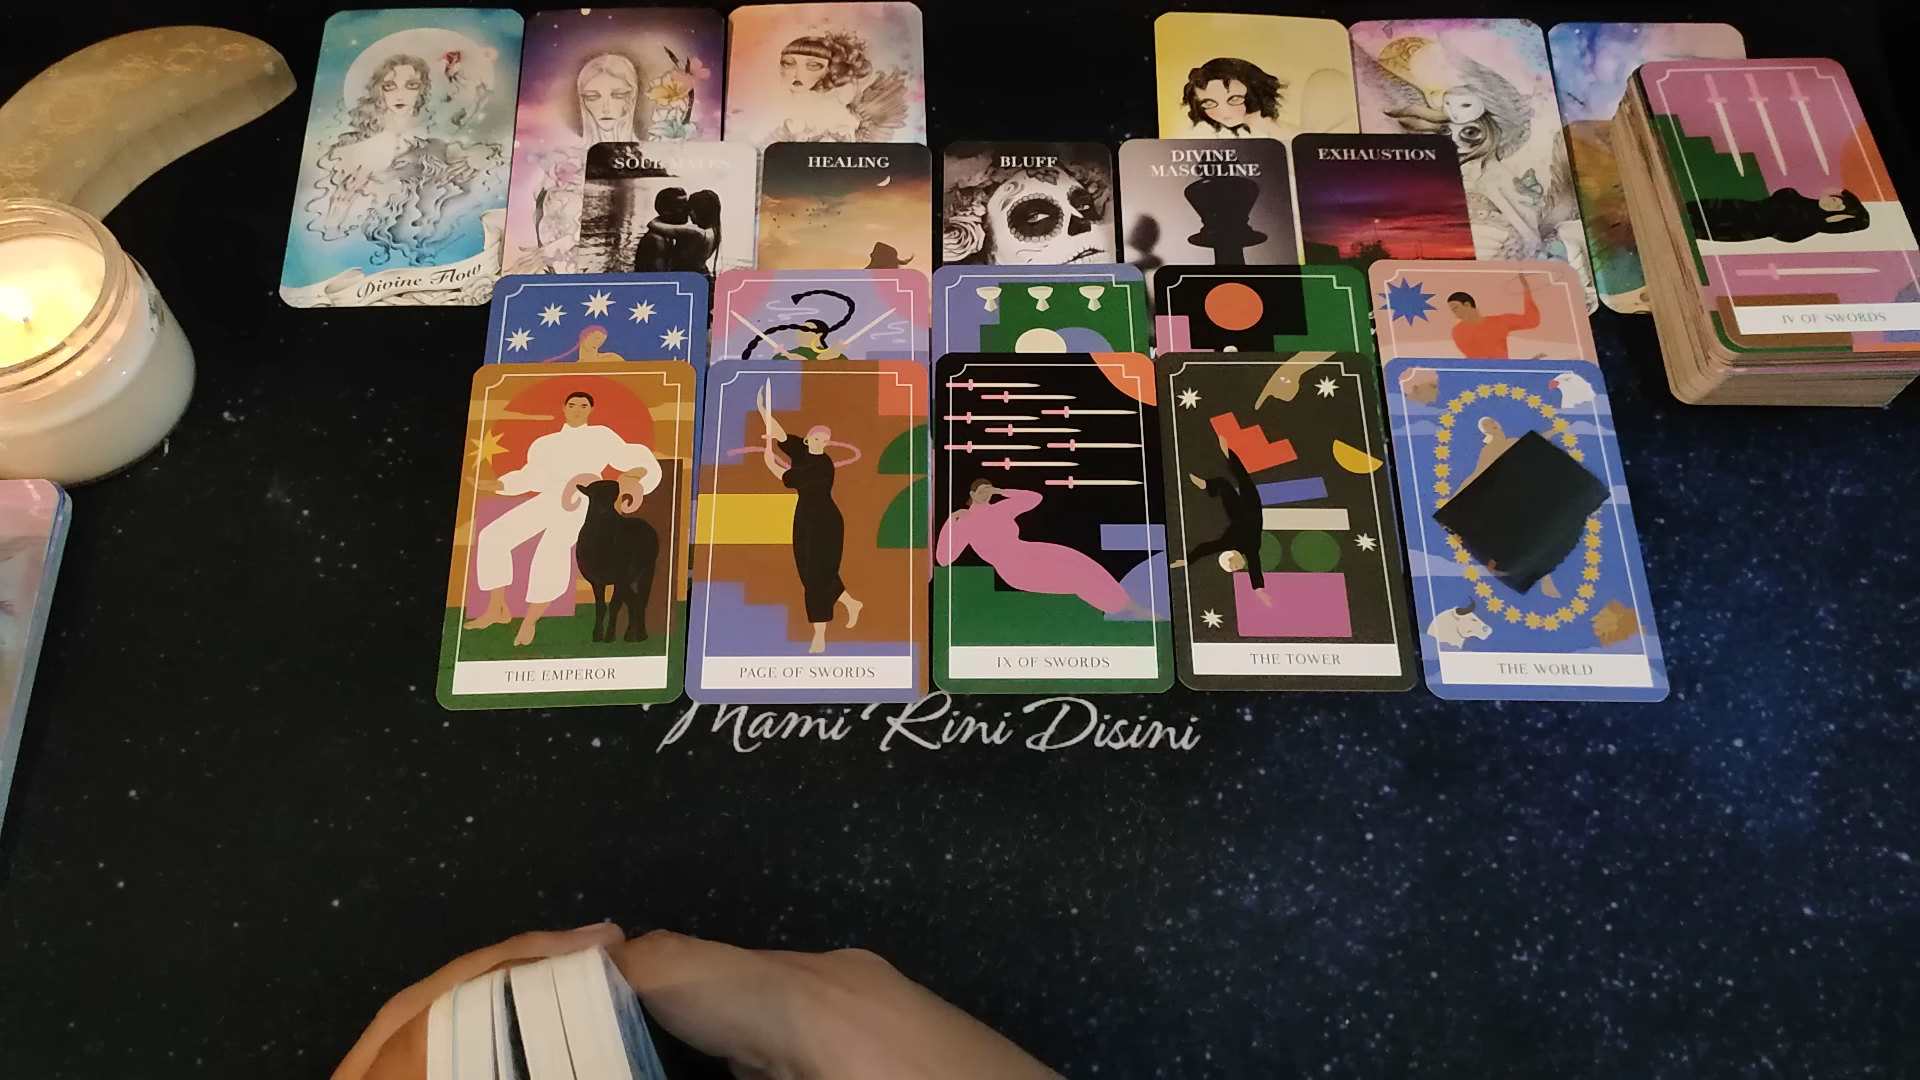 Divine Flow
SOULMATES
HEALING
BLUFF
DIVINE
MASCULINE
EXHAUSTION
IV OF SWORDS
THE EMPEROR
PAGE OF SWORDS
IX OF SWORDS
THE TOWER
THE WORLD
Mami Rini Disini